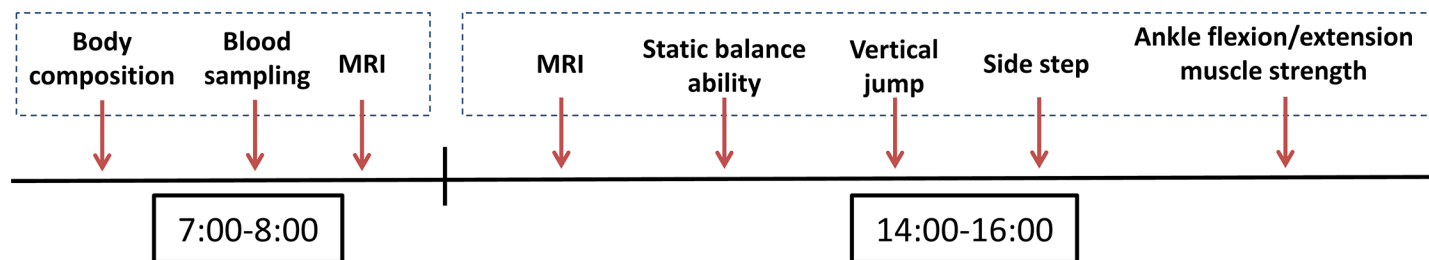 Body
composition
Blood
sampling
MRI
MRI
Static balance
ability
Vertical
jump
Side step
Ankle flexion/extension
muscle strength
7:00-8:00
14:00-16:00